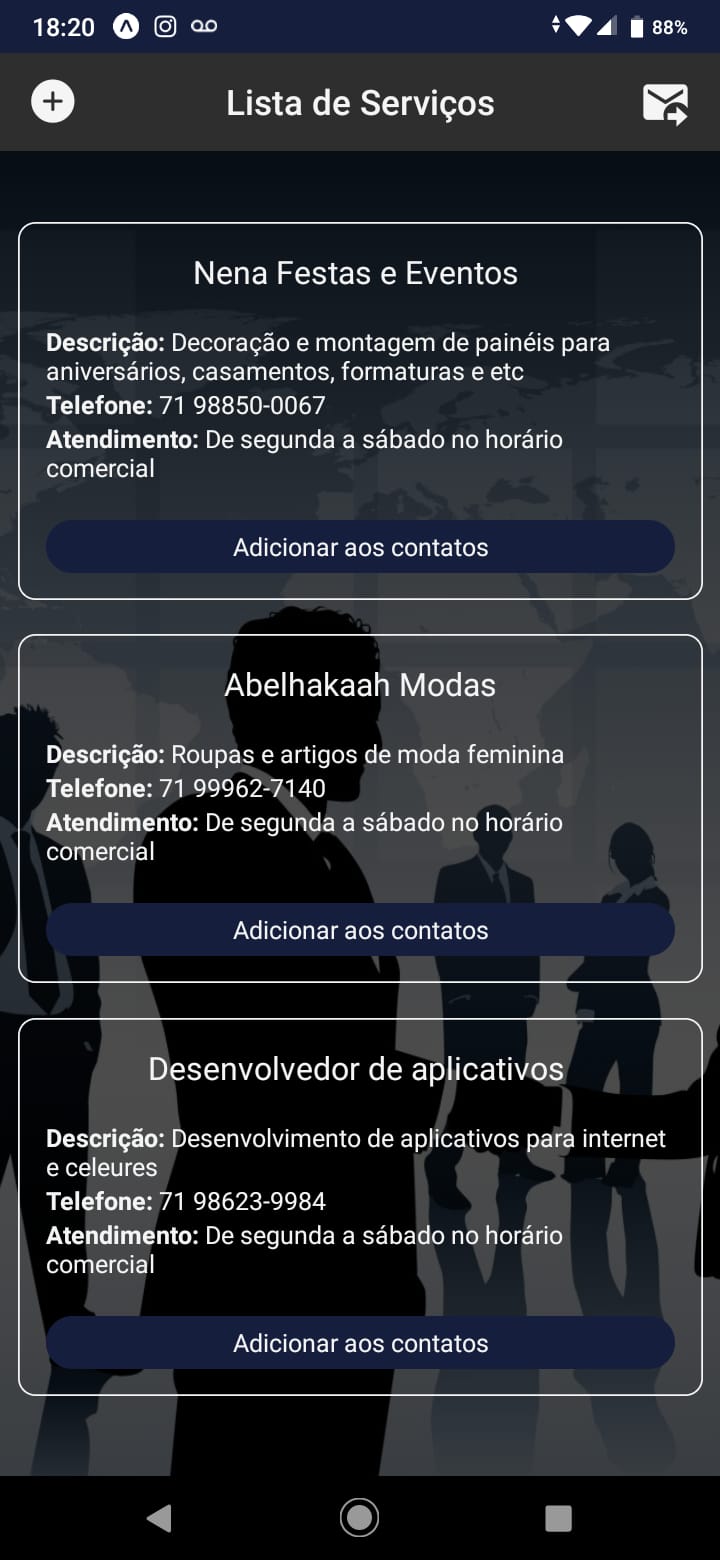 18:20
88%
Lista de Serviços
Nena Festas e Eventos
Descrição: Decoração e montagem de painéis para
aniversários, casamentos, formaturas e etc
Telefone: 71 98850-0067
Atendimento: De segunda a sábado no horário
comercial
Adicionar aos contatos
Abelhakaah Modas
Descrição: Roupas e artigos de moda feminina
Telefone: 71 99962-7140
Atendimento: De segunda a sábado no horário
comercial
Adicionar aos contatos
Desenvolvedor de aplicativos
Descrição: Desenvolvimento de aplicativos para internet
e celeures
Telefone: 71 98623-9984
Atendimento: De segunda a sábado no horário
comercial
Adicionar aos contatos